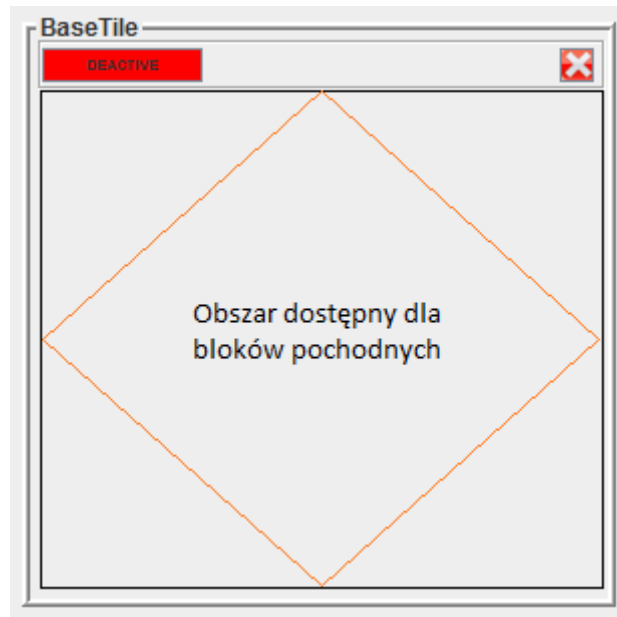 BaseTile
DEACTIVE
Obszar dostępny dla
bloków pochodnych